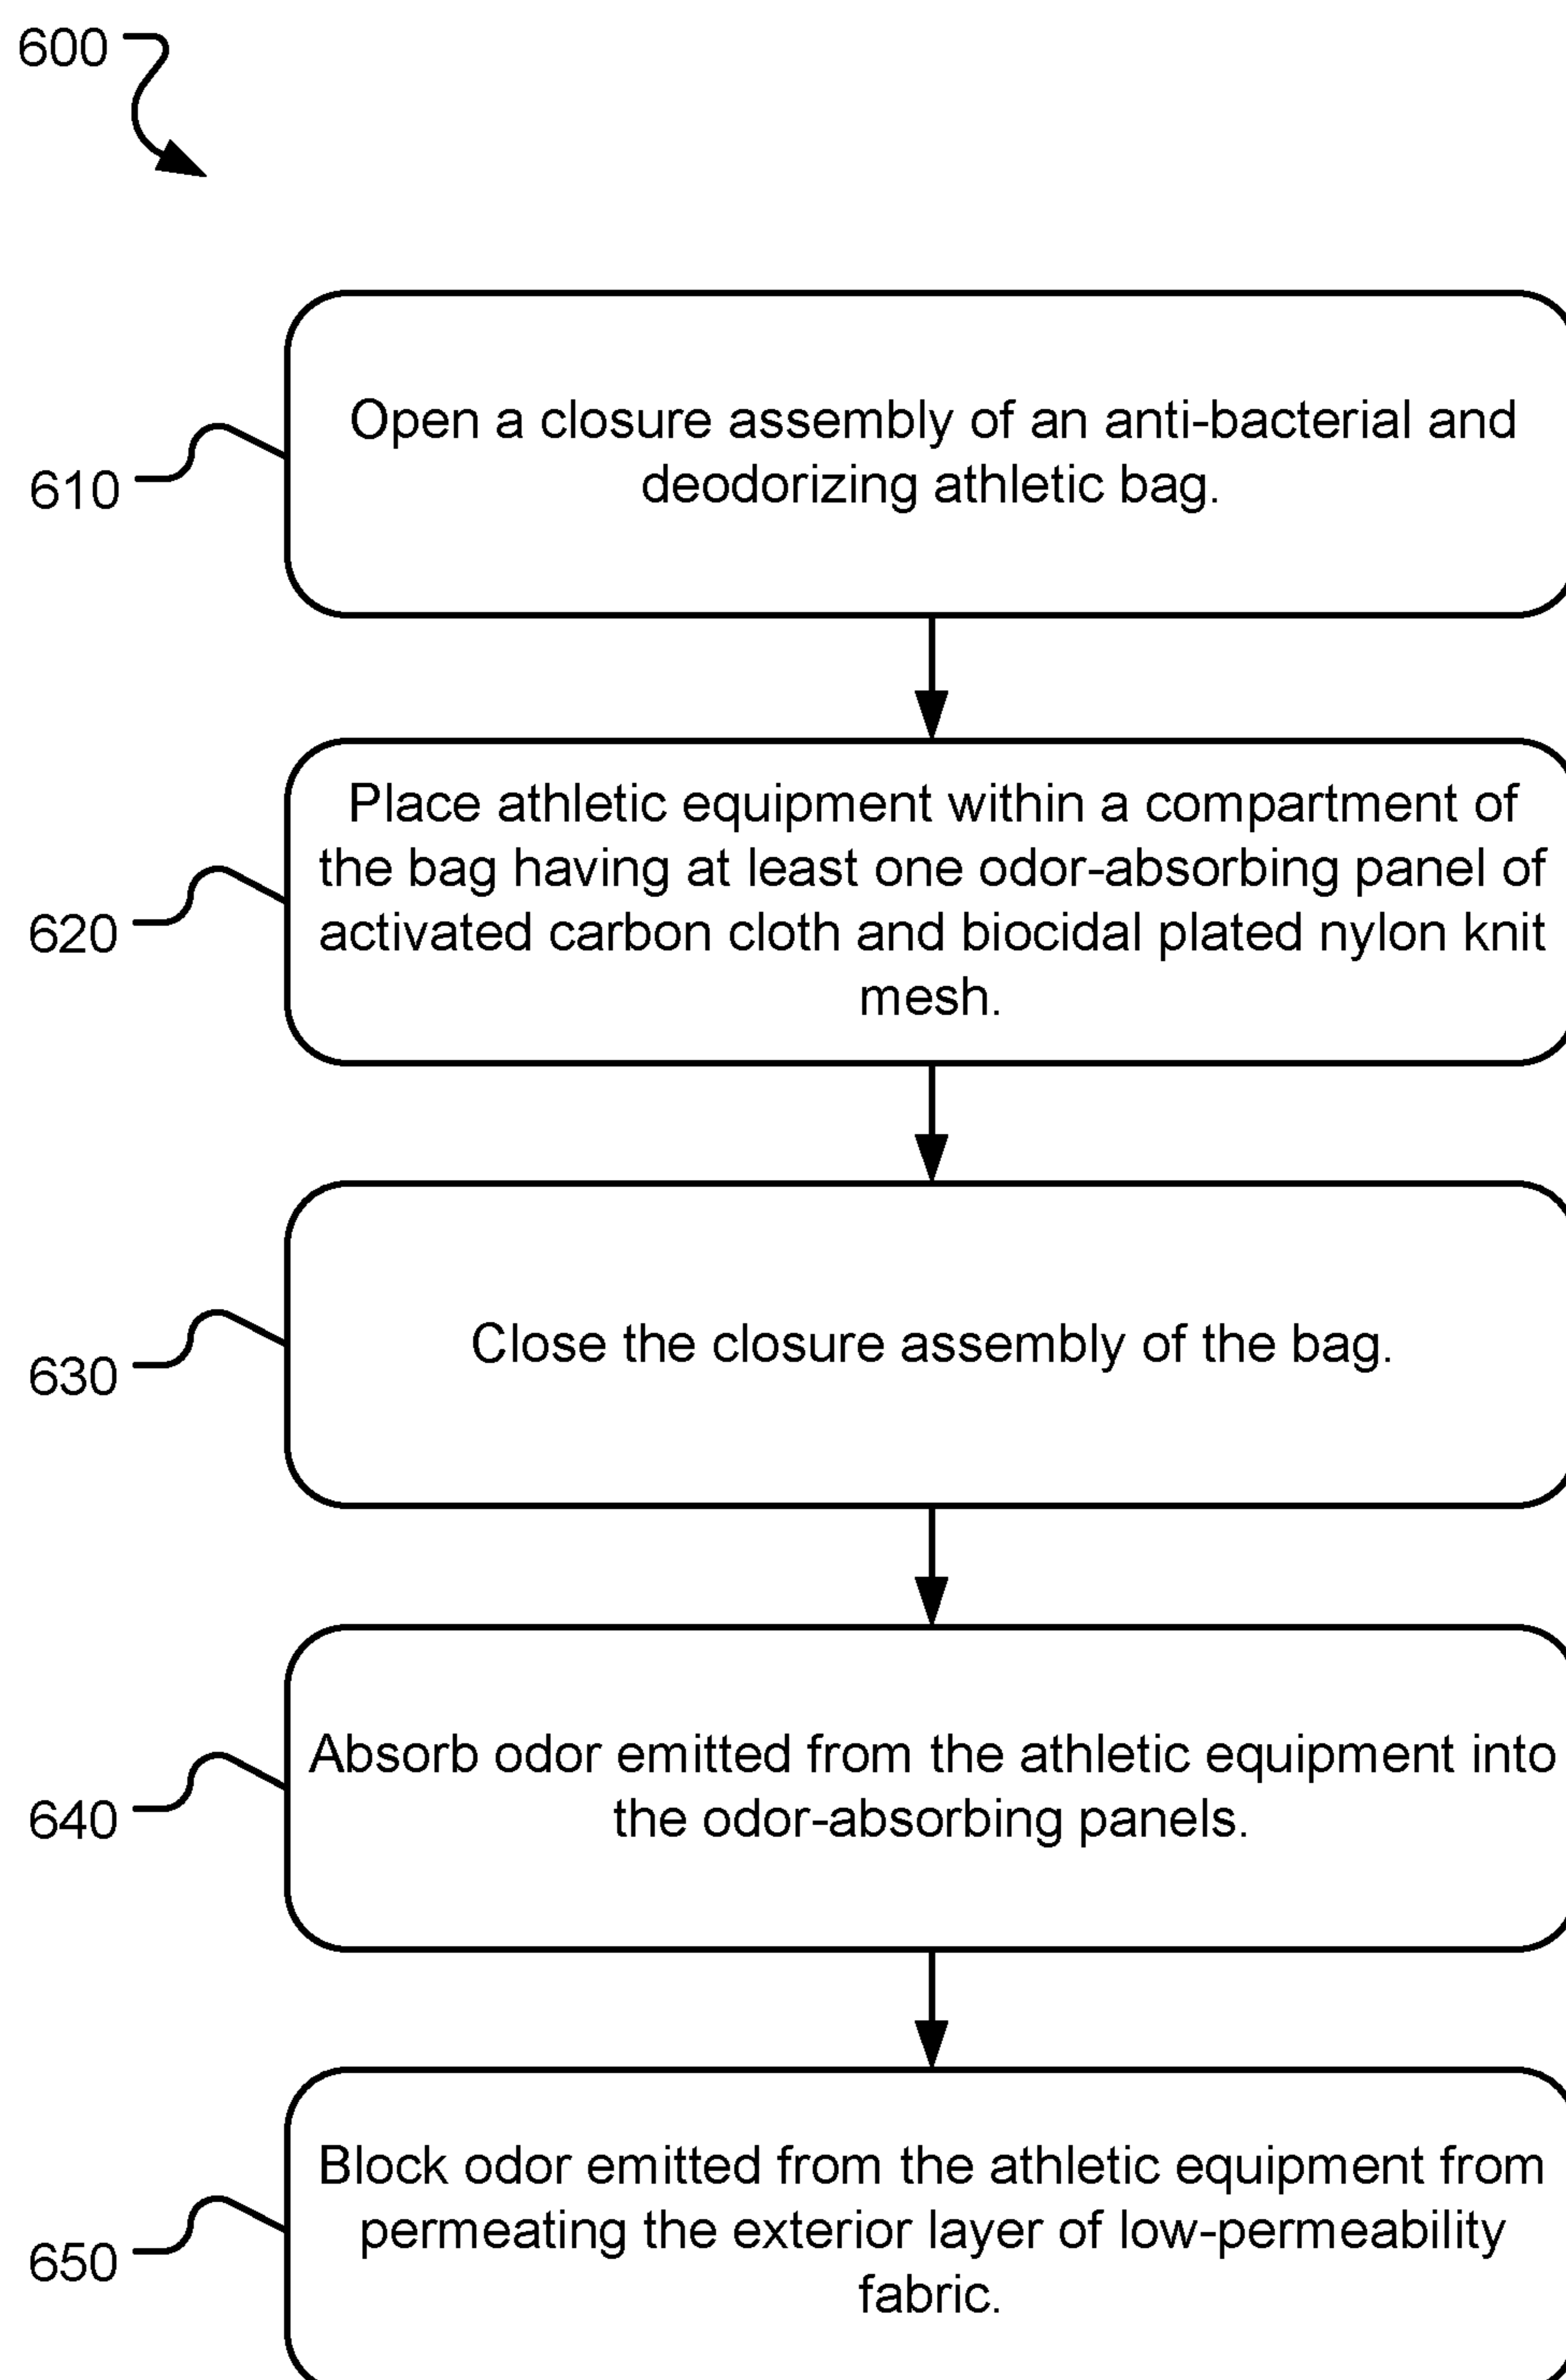 600
610
Open a closure assembly of an anti-bacterial and
deodorizing athletic bag.
620
Place athletic equipment within a compartment of
the bag having at least one odor-absorbing panel of
activated carbon cloth and biocidal plated nylon knit
mesh.
630
Close the closure assembly of the bag.
640
Absorb odor emitted from the athletic equipment into
the odor-absorbing panels.
650
Block odor emitted from the athletic equipment from
permeating the exterior layer of low-permeability
fabric.